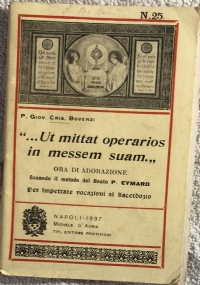 N. 25
P. Giov. Cris. Bovenzi
“...Ut mittat operarios
in messem suam.„
ORA DI ADORAZIONE
Secondo il metodo del Beato P. EYMARD
Per impetrare vocazioni al Sacerdozio
NAPOLI-1937
MICHELE D'AURIA
TIP. EDITORE PONTIFICIO